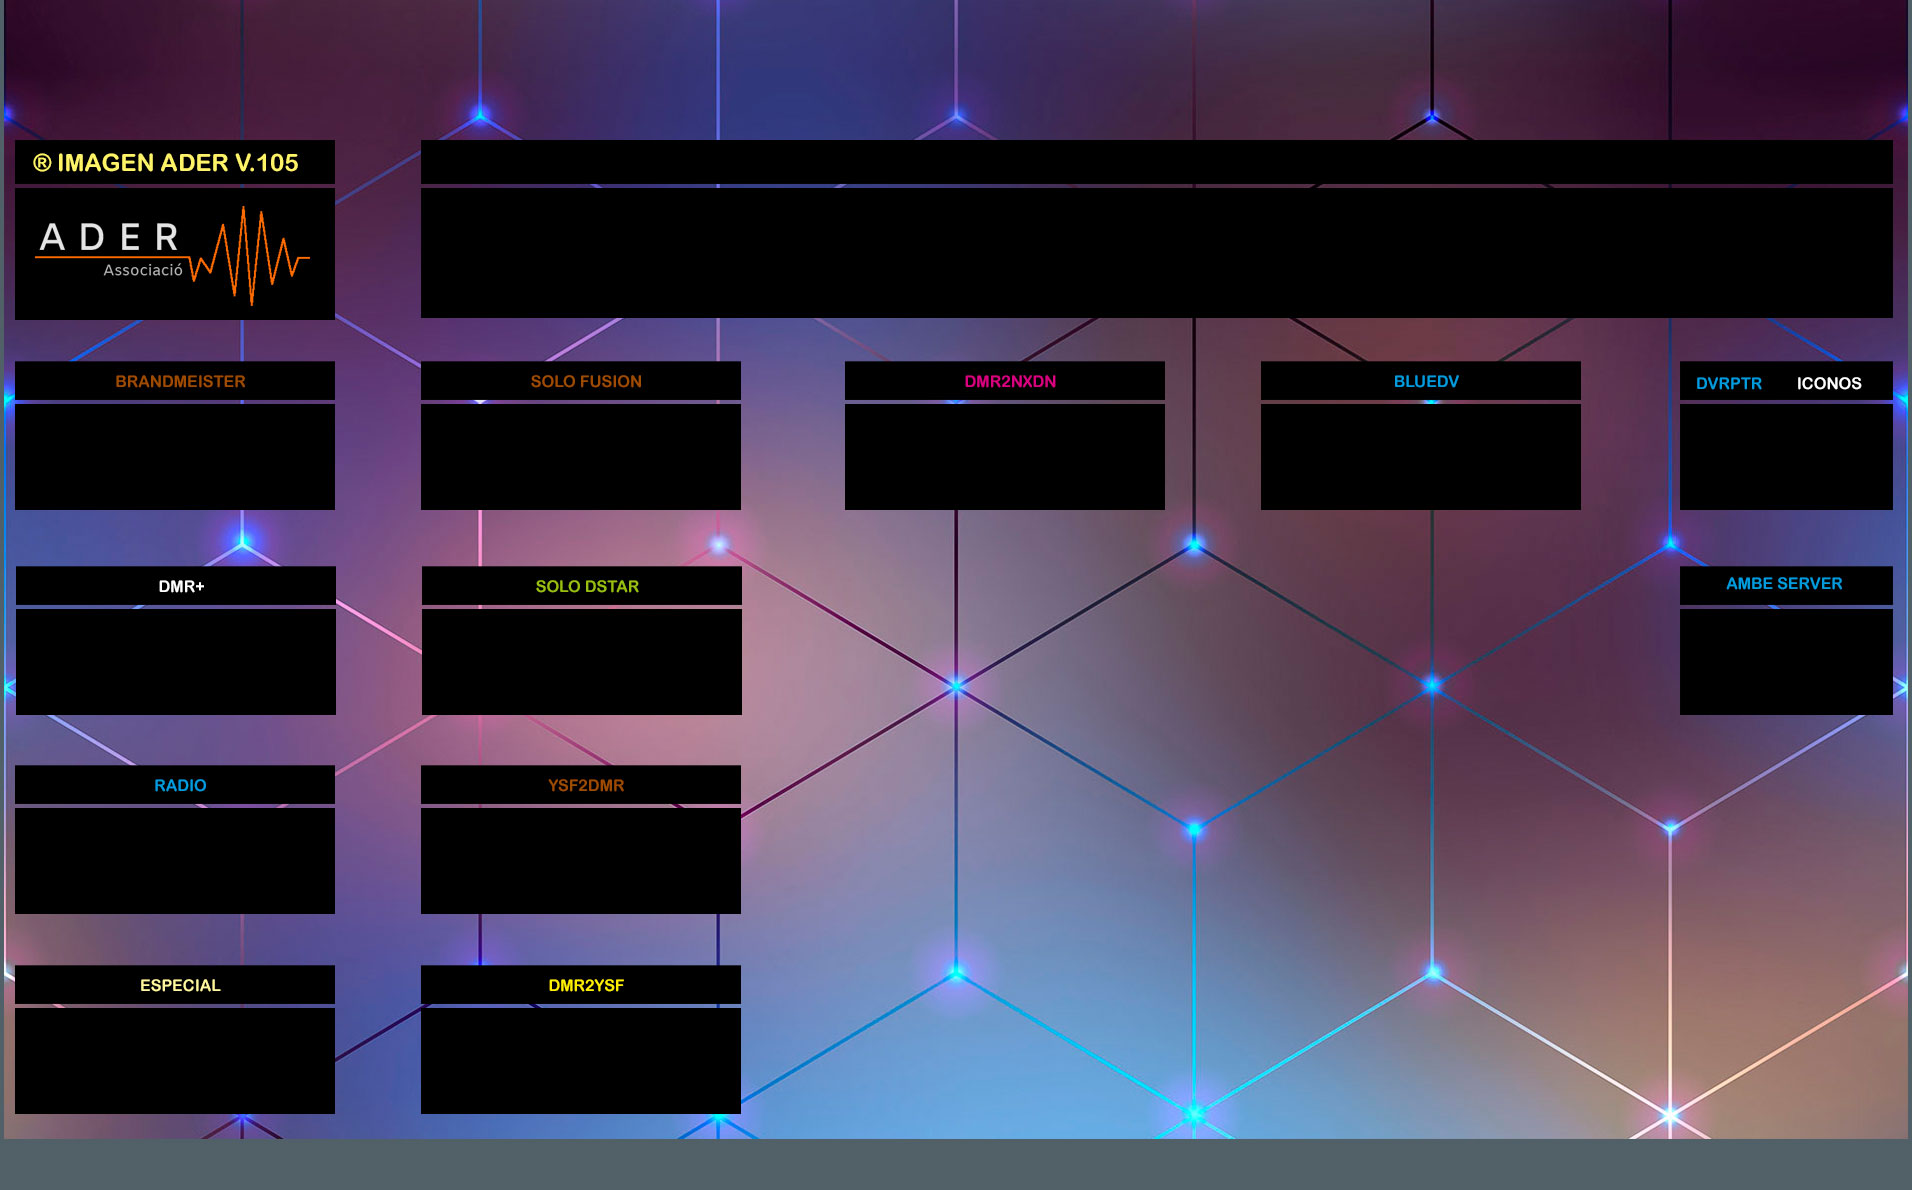 ® IMAGEN ADER V.105
ADER
Associació
BRANDMEISTER
SOLO FUSION
DMR2NXDN
BLUEDV
DVRPTR
ICONOS
DMR+
SOLO DSTAR
AMBE SERVER
RADIO
YSF2DMR
ESPECIAL
DMR2YSF